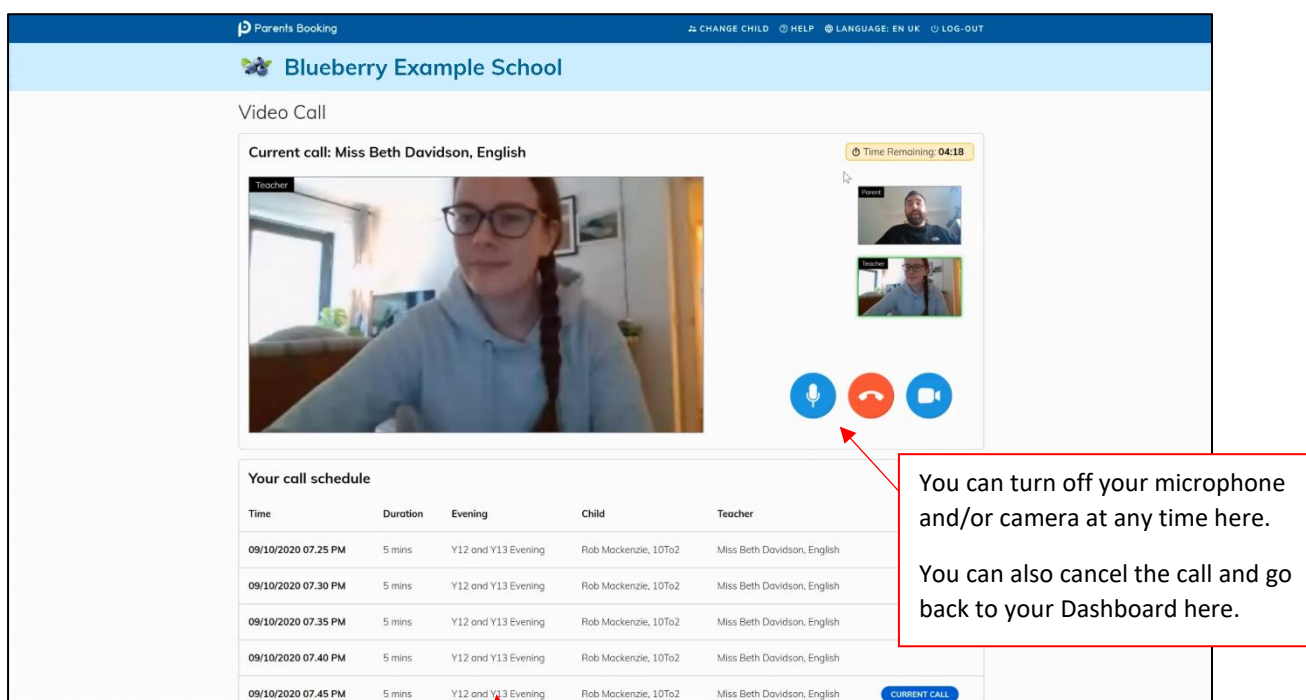 Parents Booking
CHANGE CHILD HELP LANGUAGE: EN UK LOG-OUT
Blueberry Example School
Video Call
Current call: Miss Beth Davidson, English
Time Remaining: 04:18
Teacher
Parent
Teacher
Your call schedule
Time Duration Evening Child Teacher
09/10/2020 07.25 PM 5 mins Y12 and Y13 Evening Rob Mackenzie, 10To2 Miss Beth Davidson, English
09/10/2020 07.30 PM 5 mins Y12 and Y13 Evening Rob Mackenzie, 10To2 Miss Beth Davidson, English
09/10/2020 07.35 PM 5 mins Y12 and Y13 Evening Rob Mackenzie, 10To2 Miss Beth Davidson, English
09/10/2020 07.40 PM 5 mins Y12 and Y13 Evening Rob Mackenzie, 10To2 Miss Beth Davidson, English
09/10/2020 07.45 PM 5 mins Y12 and Y13 Evening Rob Mackenzie, 10To2 Miss Beth Davidson, English CURRENT CALL
You can turn off your microphone
and/or camera at any time here.
You can also cancel the call and go
back to your Dashboard here.